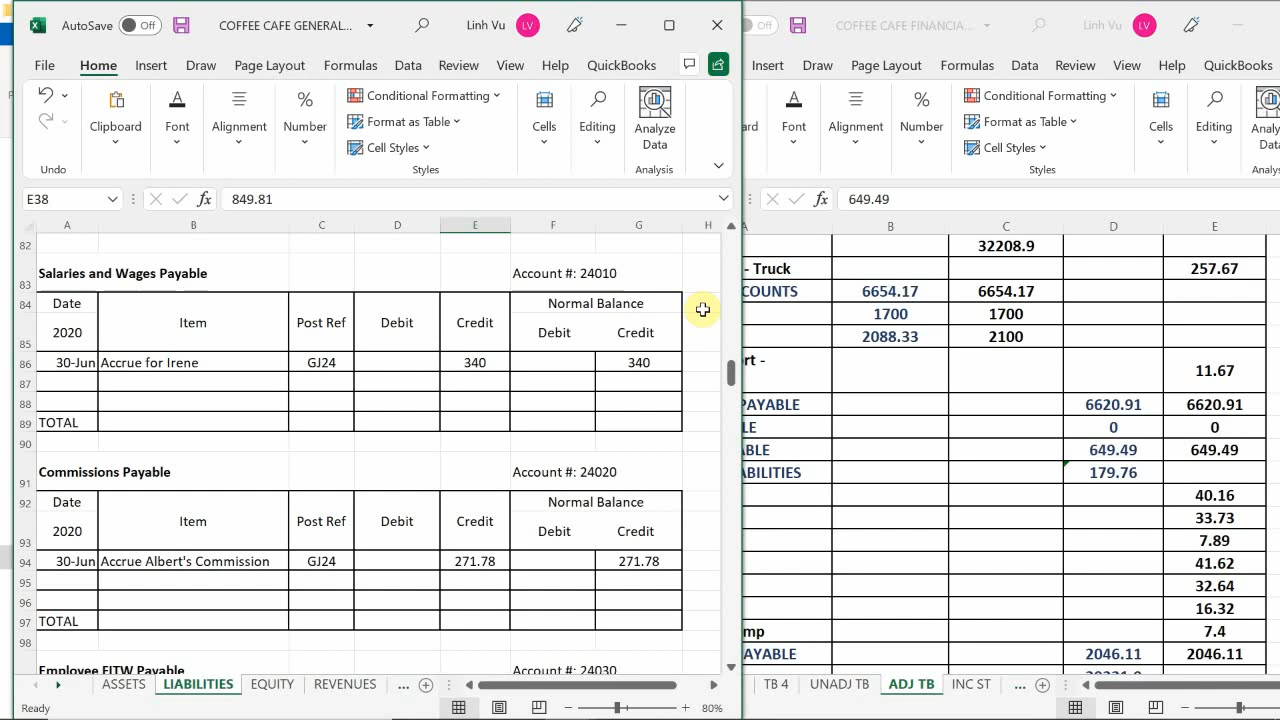 AutoSave Off COFFEE CAFE GENERAL... Linh Vu LV
File Home Insert Draw Page Layout Formulas Data Review View Help QuickBooks
Clipboard Font Alignment Number Conditional Formatting Format as Table Cell Styles Cells Editing Analyze Data
Undo Styles Analysis
E38 fx 849.81
A B C D E F G H
82
83 Salaries and Wages Payable Account #: 24010
84 Date Item Post Ref Debit Credit Normal Balance
85 2020 Debit Credit
86 30-Jun Accrue for Irene GJ24 340 340
87
88
89 TOTAL
90
91 Commissions Payable Account #: 24020
92 Date Item Post Ref Debit Credit Normal Balance
93 2020 Debit Credit
94 30-Jun Accrue Albert's Commission GJ24 271.78 271.78
95
96
97 TOTAL
98
Employee FITW Payable Account #: 24030
ASSETS LIABILITIES EQUITY REVENUES ...
Ready 80%
Off COFFEE CAFE FINANCIA... Linh Vu LV
Insert Draw Page Layout Formulas Data Review View Help QuickBooks
ard Font Alignment Number Conditional Formatting Format as Table Cell Styles Cells Editing Analy Data
Styles Analys
fx 649.49
A B C D E
32208.9
- Truck 257.67
COUNTS 6654.17 6654.17
1700 1700
2088.33 2100
rt - 11.67
PAYABLE 6620.91 6620.91
LE 0 0
ABLE 649.49 649.49
ABILITIES 179.76
40.16
33.73
7.89
41.62
32.64
16.32
mp 7.4
AYABLE 2046.11 2046.11
TB 4 UNADJ TB ADJ TB INC ST ...